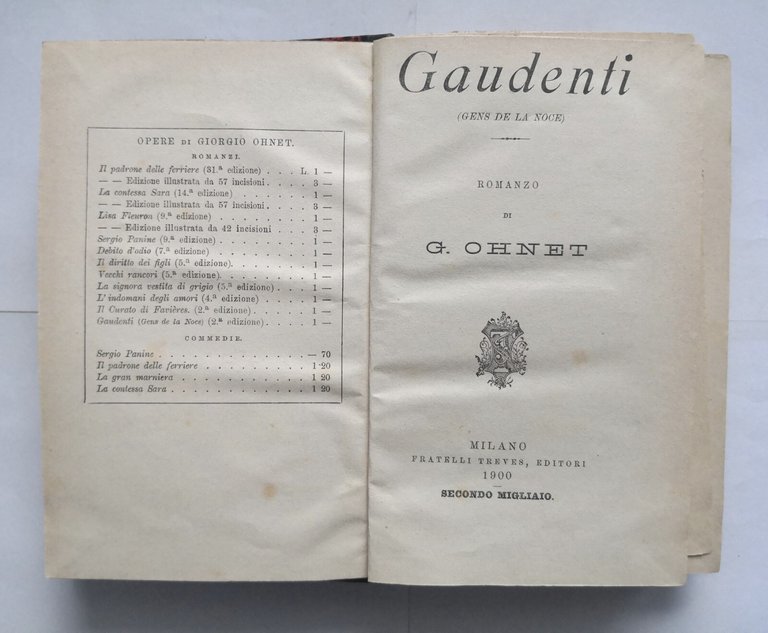 OPERE DI GIORGIO OHNET.
ROMANZI.
Il padrone delle ferriere (31.ª edizione) . . . L. 1 —
— — Edizione illustrata da 57 incisioni . . . . 3 —
La contessa Sara (14.ª edizione) . . . . . . . 1 —
— — Edizione illustrata da 57 incisioni . . . . 3 —
Lisa Fleuron (9.ª edizione) . . . . . . . . . 1 —
— — Edizione illustrata da 42 incisioni . . . . 3 —
Sergio Panine (9.ª edizione) . . . . . . . . . 1 —
Debito d'odio (7.ª edizione) . . . . . . . . . 1 —
Il diritto dei figli (5.ª edizione) . . . . . . . 1 —
Vecchi rancori (5.ª edizione) . . . . . . . . . 1 —
La signora vestita di grigio (5.ª edizione) . . . . 1 —
L'indomani degli amori (4.ª edizione) . . . . . 1 —
Il Curato di Favières. (2.ª edizione) . . . . . . 1 —
Gaudenti (Gens de la Noce) (2.ª edizione) . . . . 1 —
COMMEDIE.
Sergio Panine . . . . . . . . . . . . . — 70
Il padrone delle ferriere . . . . . . . . . . 1 20
La gran marniera . . . . . . . . . . . . 1 20
La contessa Sara . . . . . . . . . . . . 1 20
Gaudenti
(GENS DE LA NOCE)
ROMANZO
DI
G. OHNET
MILANO
FRATELLI TREVES, EDITORI
1900
SECONDO MIGLIAIO.